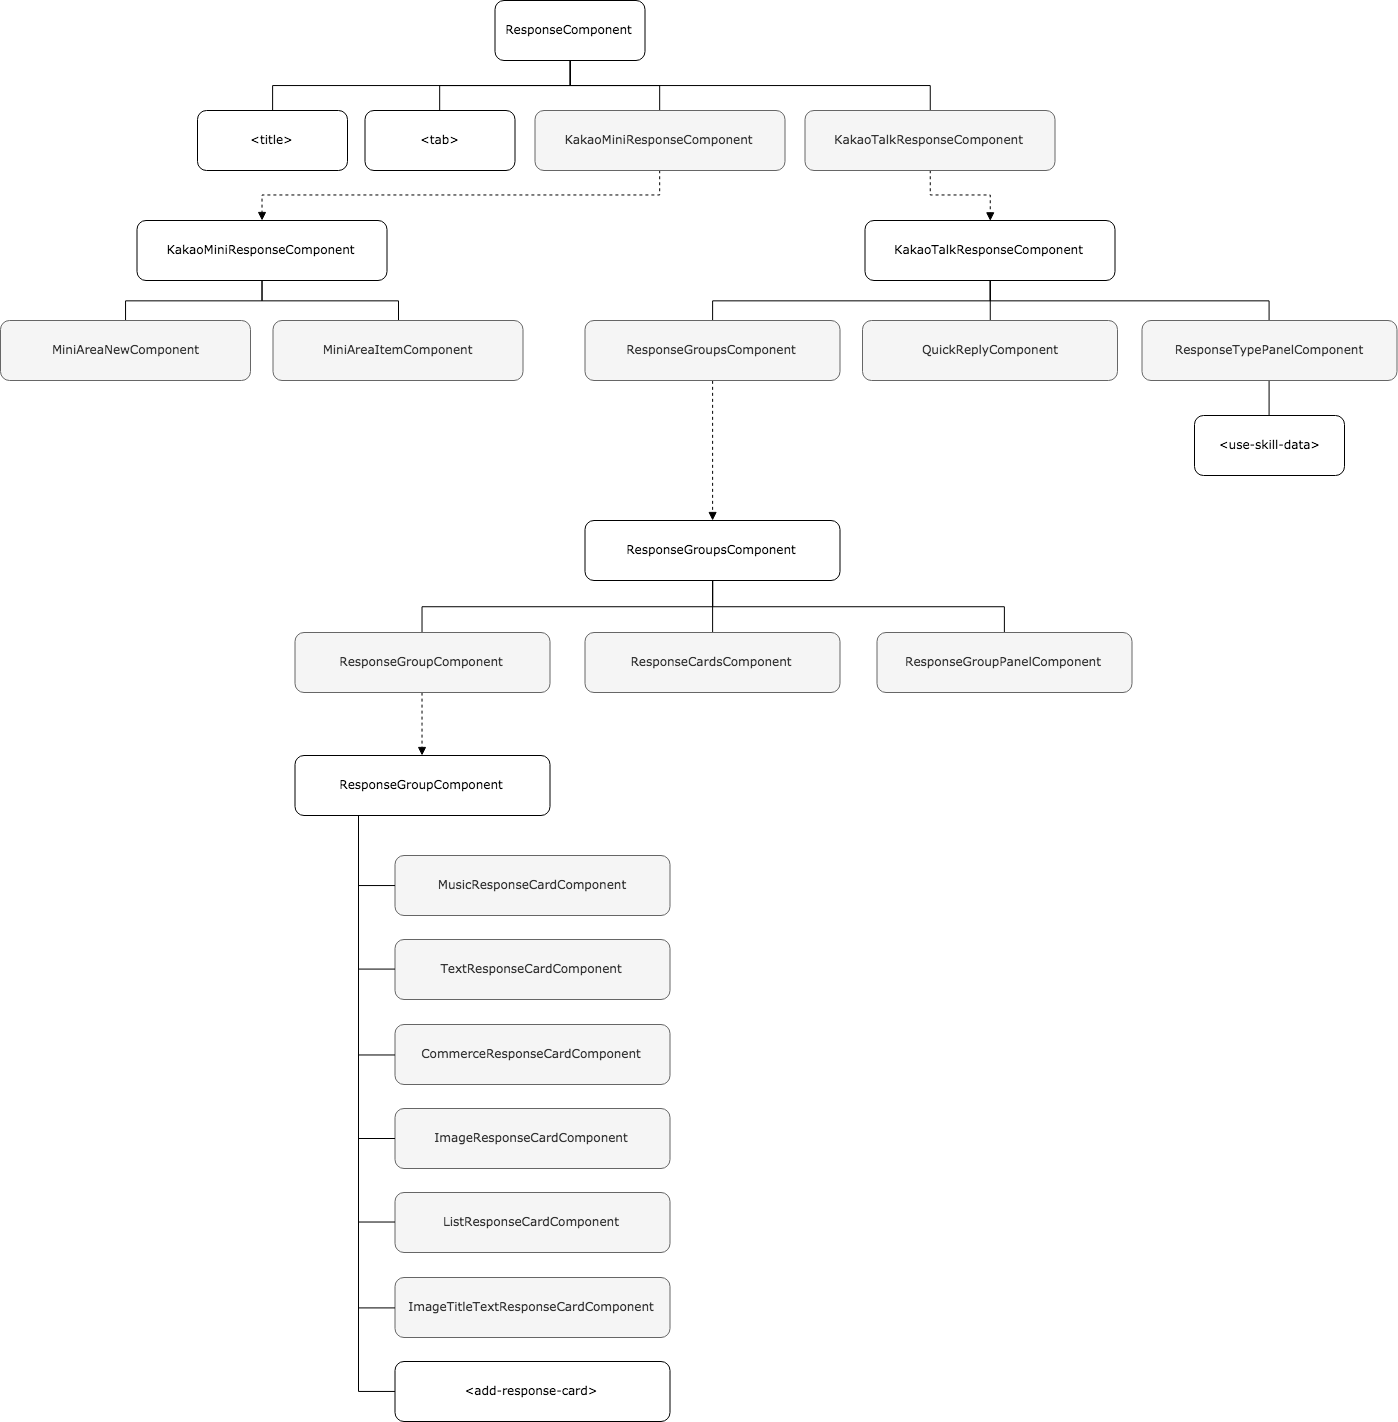 ResponseComponent
<title>
<tab>
KakaoMiniResponseComponent
KakaoTalkResponseComponent
KakaoMiniResponseComponent
KakaoTalkResponseComponent
MiniAreaNewComponent
MiniAreaItemComponent
ResponseGroupsComponent
QuickReplyComponent
ResponseTypePanelComponent
<use-skill-data>
ResponseGroupsComponent
ResponseGroupComponent
ResponseCardsComponent
ResponseGroupPanelComponent
ResponseGroupComponent
MusicResponseCardComponent
TextResponseCardComponent
CommerceResponseCardComponent
ImageResponseCardComponent
ListResponseCardComponent
ImageTitleTextResponseCardComponent
<add-response-card>